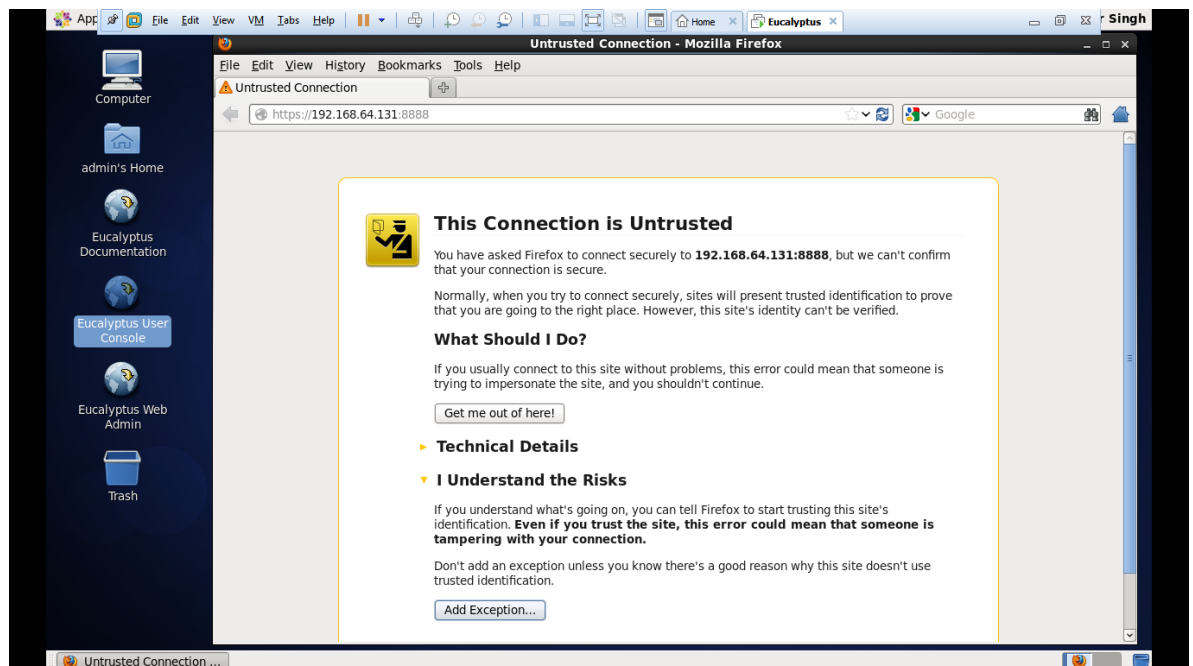 App File Edit View VM Tabs Help Home × Eucalyptus × r Singh
Untrusted Connection - Mozilla Firefox
File Edit View History Bookmarks Tools Help
Untrusted Connection
https://192.168.64.131:8888 Google
Computer
admin's Home
Eucalyptus
Documentation
Eucalyptus User
Console
Eucalyptus Web
Admin
Trash
This Connection is Untrusted
You have asked Firefox to connect securely to 192.168.64.131:8888, but we can't confirm
that your connection is secure.
Normally, when you try to connect securely, sites will present trusted identification to prove
that you are going to the right place. However, this site's identity can't be verified.
What Should I Do?
If you usually connect to this site without problems, this error could mean that someone is
trying to impersonate the site, and you shouldn't continue.
Get me out of here!
Technical Details
I Understand the Risks
If you understand what's going on, you can tell Firefox to start trusting this site's
identification. Even if you trust the site, this error could mean that someone is
tampering with your connection.
Don't add an exception unless you know there's a good reason why this site doesn't use
trusted identification.
Add Exception...
Untrusted Connection ...